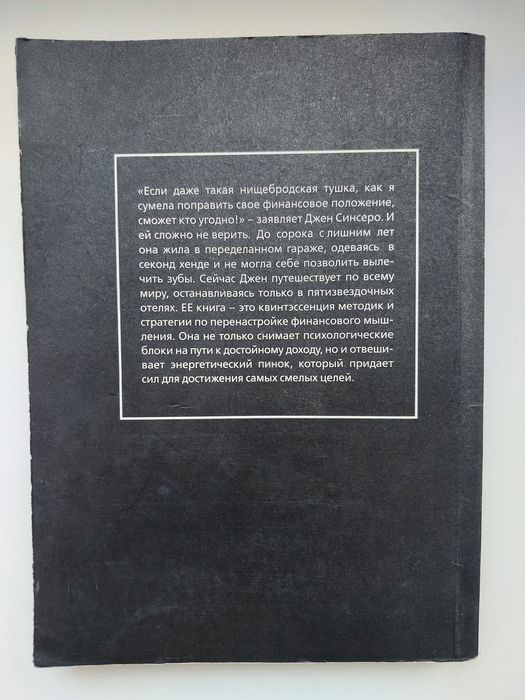 «Если даже такая нищебродская тушка, как я
сумела поправить свое финансовое положение,
сможет кто угодно!» – заявляет Джен Синсеро. И
ей сложно не верить. До сорока с лишним лет
она жила в переделанном гараже, одеваясь в
секонд хенде и не могла себе позволить выле-
чить зубы. Сейчас Джен путешествует по всему
миру, останавливаясь только в пятизвездочных
отелях. ЕЕ книга – это квинтэссенция методик и
стратегии по перенастройке финансового мыш-
ления. Она не только снимает психологические
блоки на пути к достойному доходу, но и отвеши-
вает энергетический пинок, который придает
сил для достижения самых смелых целей.